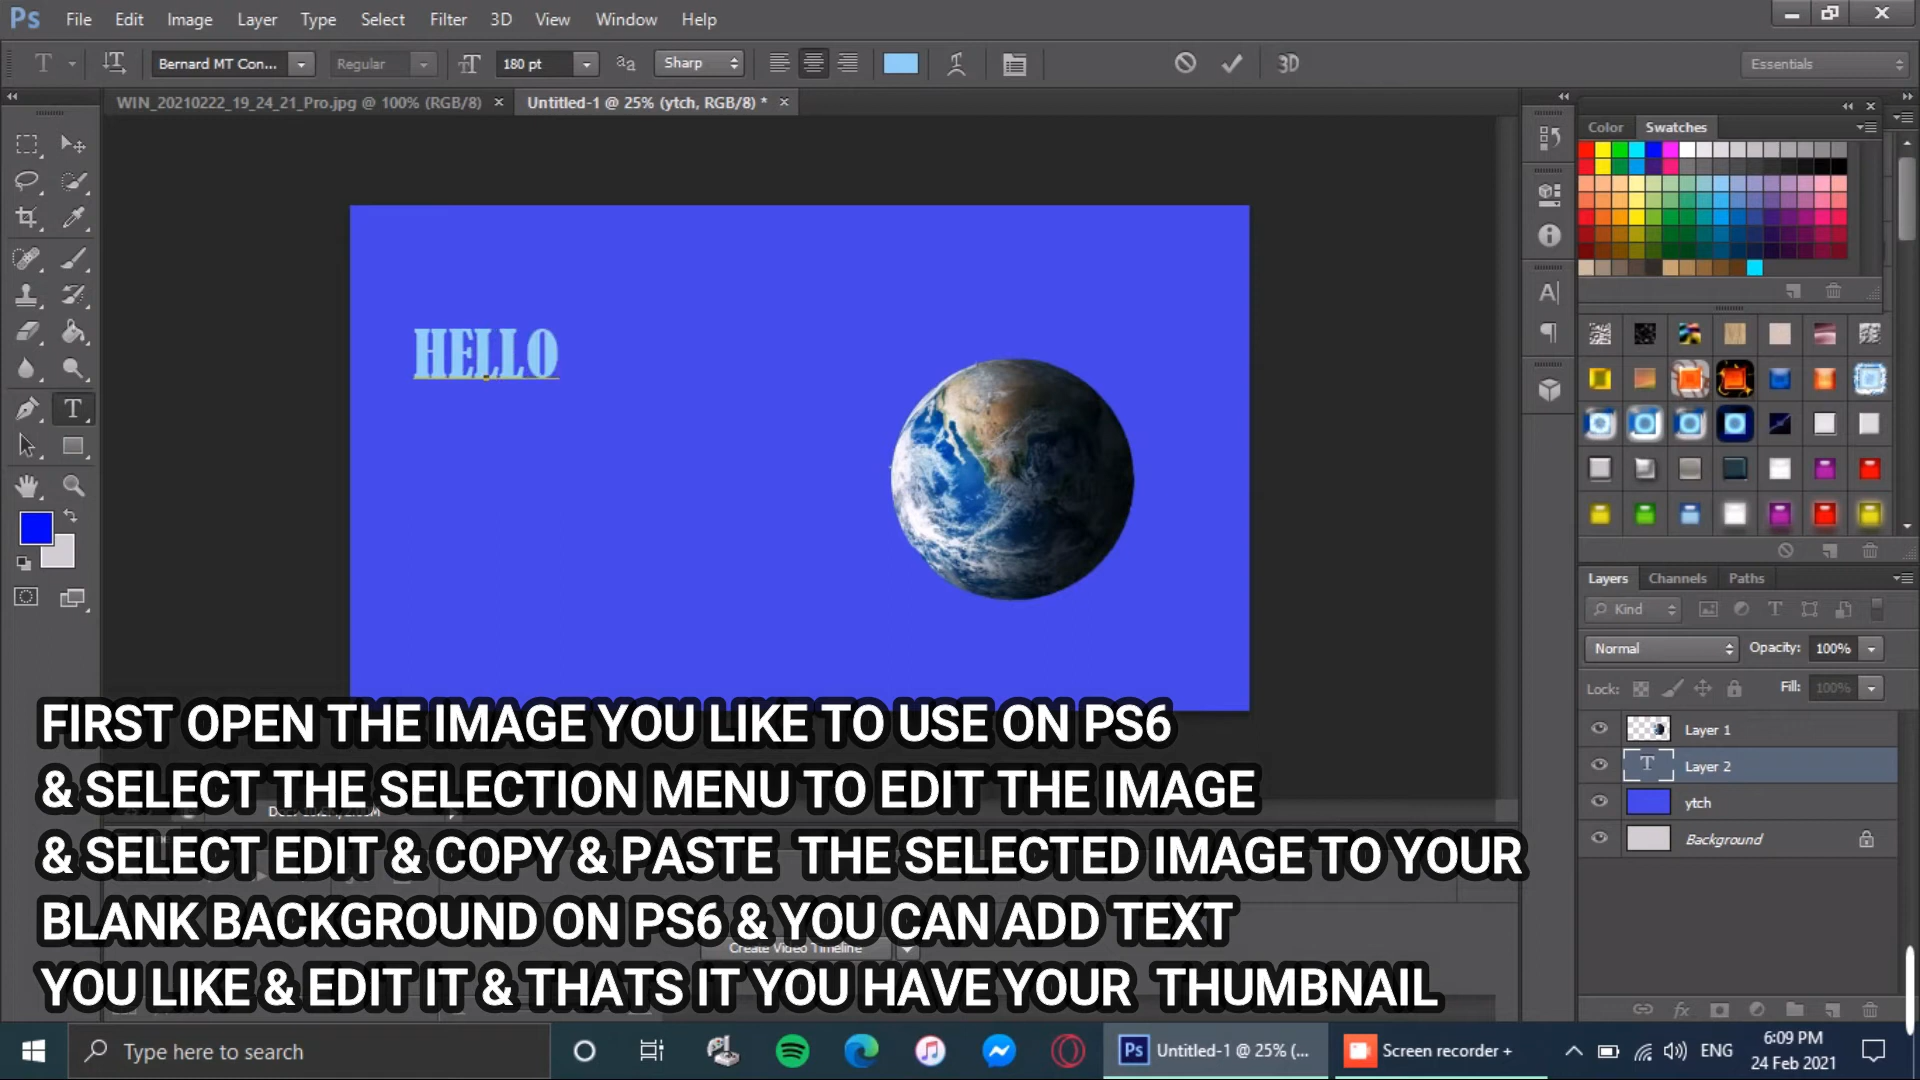 Ps File Edit Image Layer Type Select Filter 3D View Window Help
T Bernard MT Con... Regular 180 pt Sharp 3D Essentials
WIN_20210222_19_24_21_Pro.jpg @ 100% (RGB/8) × Untitled-1 @ 25% (ytch, RGB/8) * ×
Color Swatches
HELLO
Layers Channels Paths
Kind
Normal Opacity: 100%
Lock: Fill: 100%
Layer 1
Layer 2
ytch
Background
FIRST OPEN THE IMAGE YOU LIKE TO USE ON PS6
& SELECT THE SELECTION MENU TO EDIT THE IMAGE
& SELECT EDIT & COPY & PASTE THE SELECTED IMAGE TO YOUR
BLANK BACKGROUND ON PS6 & YOU CAN ADD TEXT
Create Video Timeline
YOU LIKE & EDIT IT & THATS IT YOU HAVE YOUR THUMBNAIL
Type here to search
Ps Untitled-1 @ 25% (...
Screen recorder +
ENG
6:09 PM
24 Feb 2021